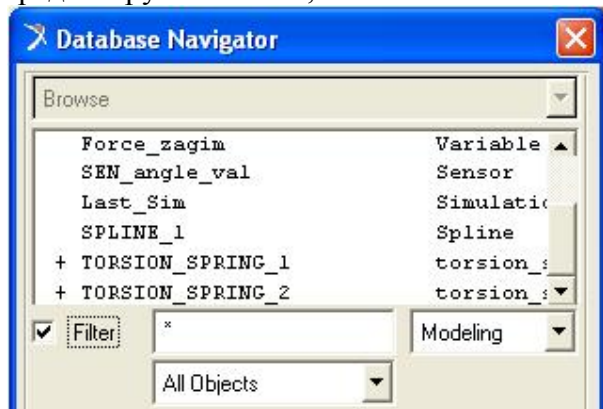 Database Navigator
Browse
Force_zagim Variable
SEN_angle_val Sensor
Last_Sim
SPLINE_1 Spline
+ TORSION_SPRING_1
+ TORSION_SPRING_2
Filter * Modeling
All Objects